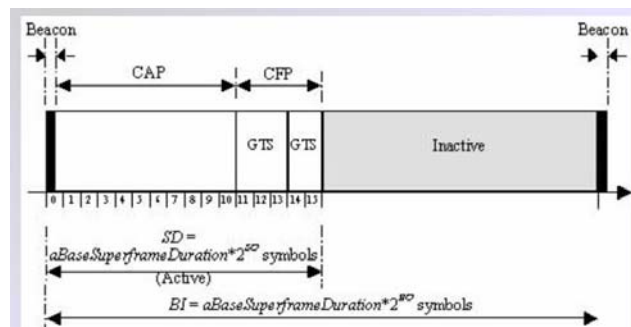 Beacon Beacon
CAP CFP
GTS GTS Inactive
0 1 2 3 4 5 6 7 8 9 10 11 12 13 14 15
SD =
aBaseSuperframeDuration*2^SO symbols
(Active)
BI = aBaseSuperframeDuration*2^BO symbols